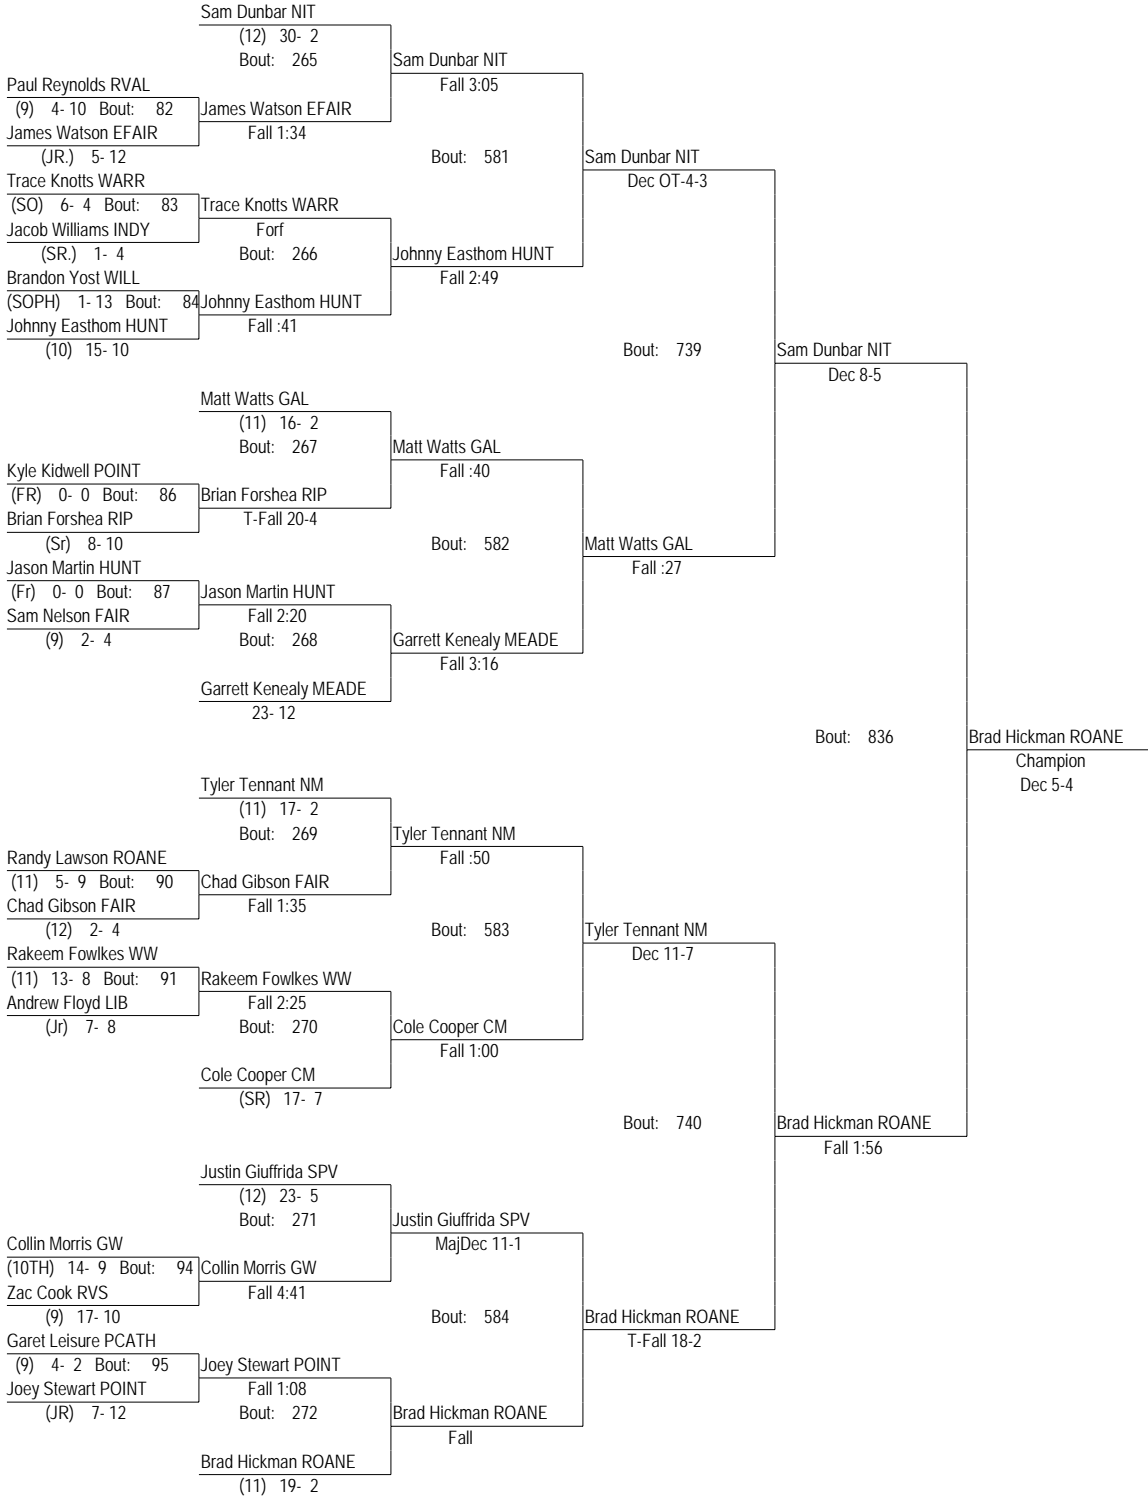 Sam Dunbar NIT
(12) 30- 2
Bout: 265
Sam Dunbar NIT
Fall 3:05
Paul Reynolds RVAL
(9) 4- 10 Bout: 82
James Watson EFAIR
James Watson EFAIR
Fall 1:34
(JR.) 5- 12
Bout: 581
Sam Dunbar NIT
Dec OT-4-3
Trace Knotts WARR
(SO) 6- 4 Bout: 83
Trace Knotts WARR
Jacob Williams INDY
Forf
(SR.) 1- 4
Bout: 266
Johnny Easthom HUNT
Fall 2:49
Brandon Yost WILL
(SOPH) 1- 13 Bout: 84
Johnny Easthom HUNT
Johnny Easthom HUNT
Fall :41
(10) 15- 10
Bout: 739
Sam Dunbar NIT
Dec 8-5
Matt Watts GAL
(11) 16- 2
Bout: 267
Matt Watts GAL
Fall :40
Kyle Kidwell POINT
(FR) 0- 0 Bout: 86
Brian Forshea RIP
Brian Forshea RIP
T-Fall 20-4
(Sr) 8- 10
Bout: 582
Matt Watts GAL
Fall :27
Jason Martin HUNT
(Fr) 0- 0 Bout: 87
Jason Martin HUNT
Sam Nelson FAIR
Fall 2:20
(9) 2- 4
Bout: 268
Garrett Kenealy MEADE
Fall 3:16
Garrett Kenealy MEADE
23- 12
Bout: 836
Brad Hickman ROANE
Champion
Dec 5-4
Tyler Tennant NM
(11) 17- 2
Bout: 269
Tyler Tennant NM
Fall :50
Randy Lawson ROANE
(11) 5- 9 Bout: 90
Chad Gibson FAIR
Chad Gibson FAIR
Fall 1:35
(12) 2- 4
Bout: 583
Tyler Tennant NM
Dec 11-7
Rakeem Fowlkes WW
(11) 13- 8 Bout: 91
Rakeem Fowlkes WW
Andrew Floyd LIB
Fall 2:25
(Jr) 7- 8
Bout: 270
Cole Cooper CM
Fall 1:00
Cole Cooper CM
(SR) 17- 7
Bout: 740
Brad Hickman ROANE
Fall 1:56
Justin Giuffrida SPV
(12) 23- 5
Bout: 271
Justin Giuffrida SPV
MajDec 11-1
Collin Morris GW
(10TH) 14- 9 Bout: 94
Collin Morris GW
Zac Cook RVS
Fall 4:41
(9) 17- 10
Bout: 584
Brad Hickman ROANE
T-Fall 18-2
Garet Leisure PCATH
(9) 4- 2 Bout: 95
Joey Stewart POINT
Joey Stewart POINT
Fall 1:08
(JR) 7- 12
Bout: 272
Brad Hickman ROANE
Fall
Brad Hickman ROANE
(11) 19- 2